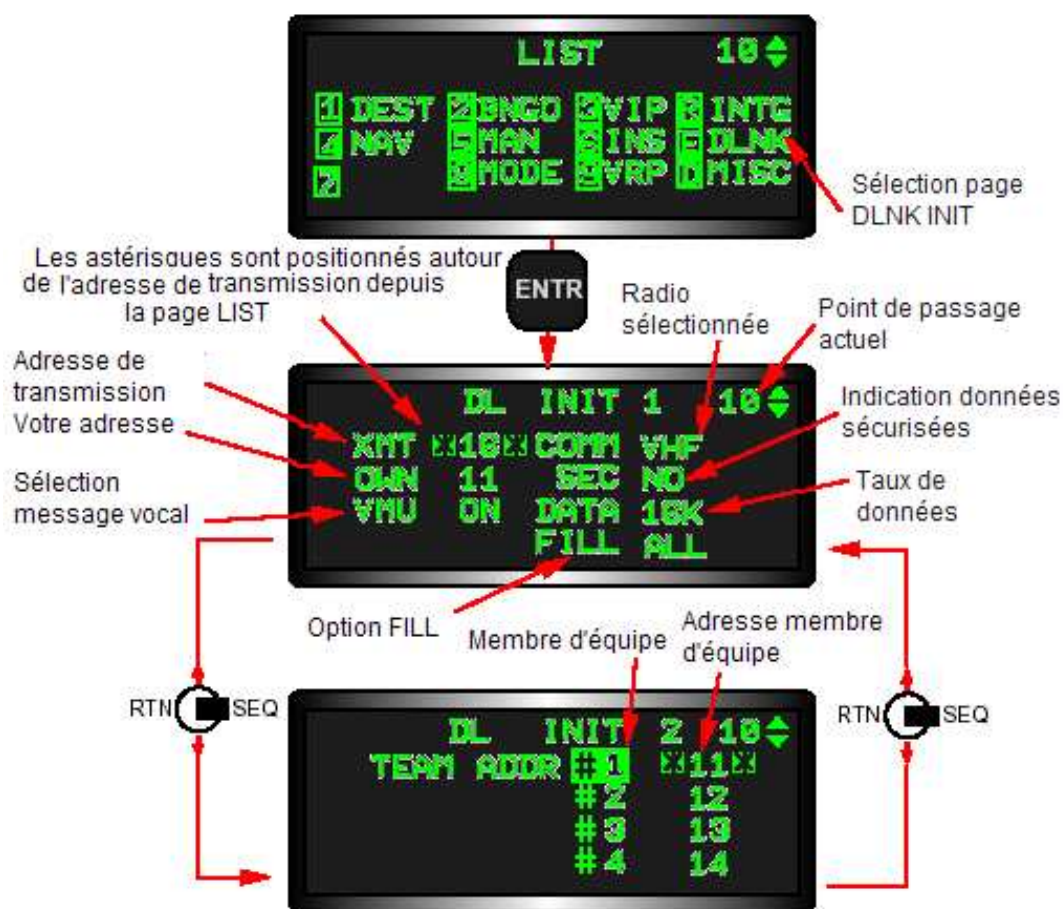 LIST 10
1 DEST 2 BNGO 3 VIP R INTG
NAV 5 MAN 6 INS E DLNK
8 MODE 9 VRP 0 MISC
Sélection page
DLNK INIT
Les astérisques sont positionnés autour
de l'adresse de transmission depuis
la page LIST
ENTR
Radio
sélectionnée
Point de passage
actuel
Adresse de
transmission
Votre adresse
Sélection
message vocal
DL INIT 1 10
XMT *10* COMM VHF
OWN 11 SEC NO
VMU ON DATA 16K
FILL ALL
Indication données
sécurisées
Taux de
données
Option FILL
Membre d'équipe
Adresse membre
d'équipe
RTN SEQ
RTN SEQ
DL INIT 2 10
TEAM ADDR #1 *11*
#2 12
#3 13
#4 14